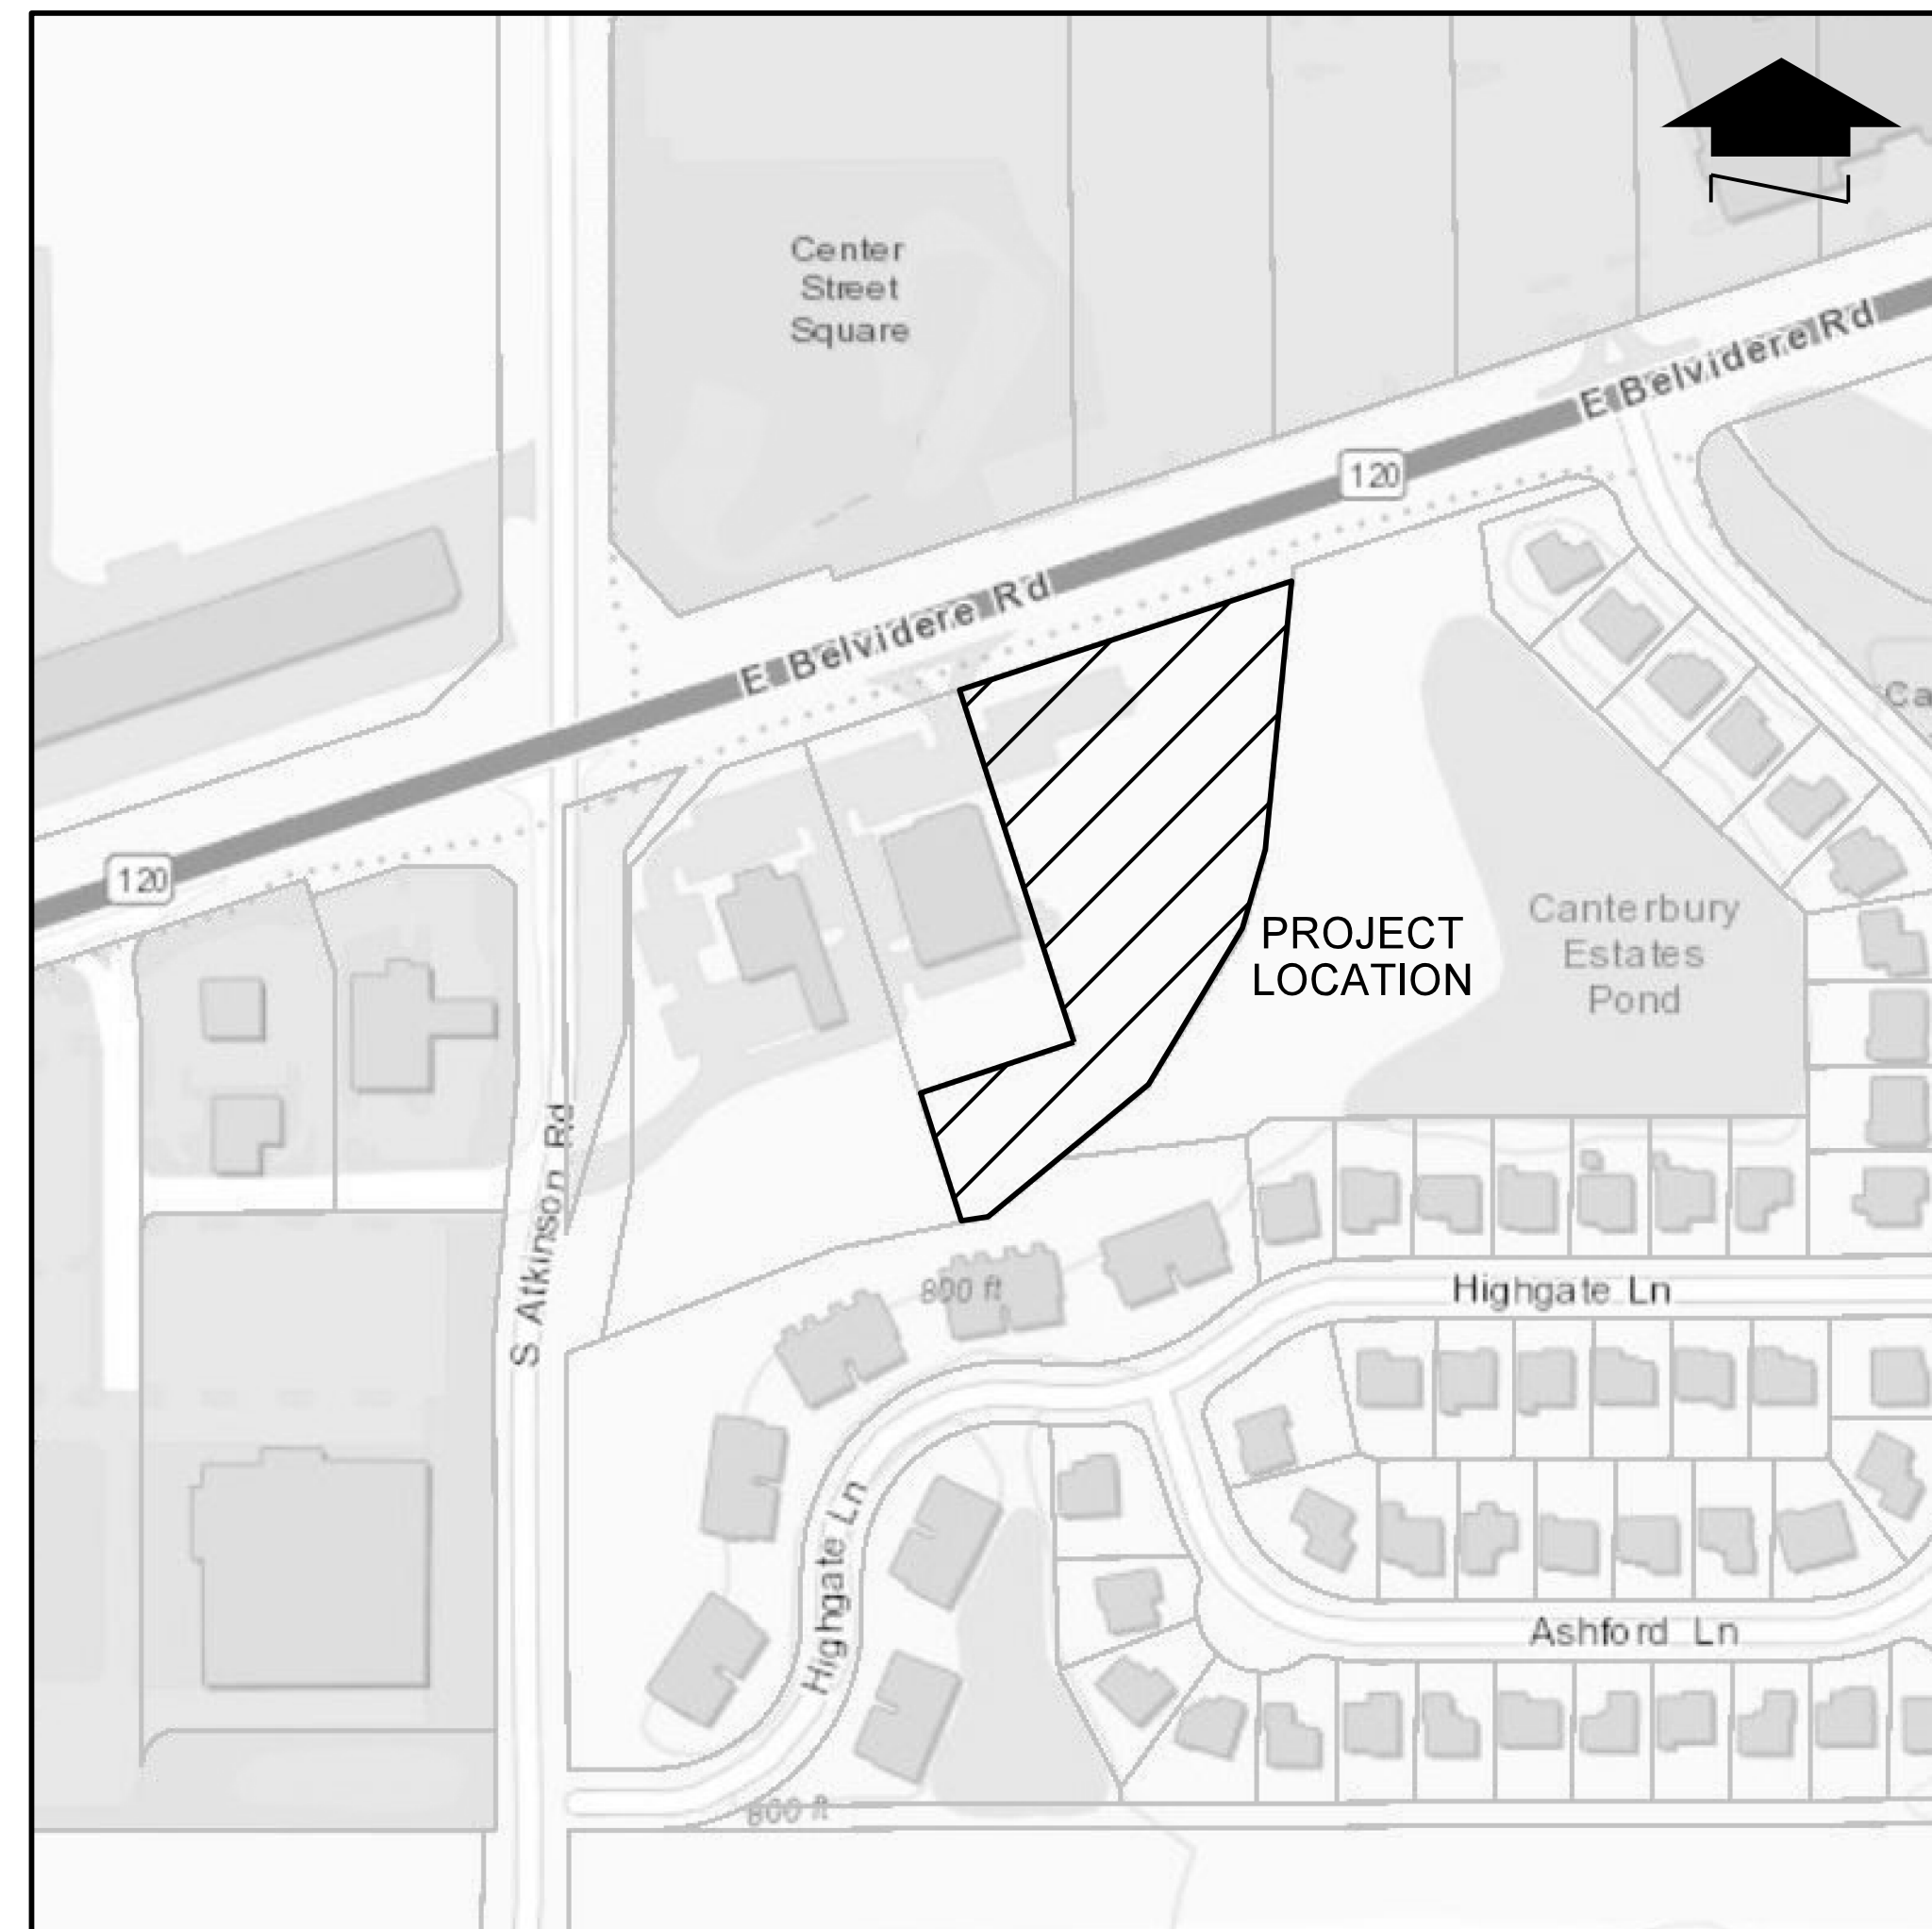 Center
Street
Square
E Belvidere Rd
120
E Belvidere Rd
Ca
120
PROJECT
LOCATION
Canterbury
Estates
Pond
S Atkinson Rd
800 ft
Highgate Ln
Highgate Ln
Ashford Ln
800 ft